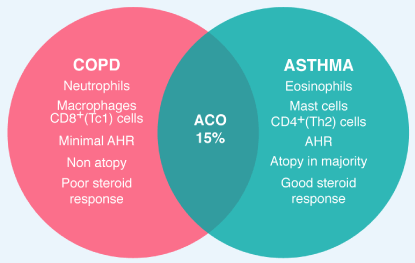 COPD
Neutrophils
Macrophages
CD8⁺(Tc1) cells
Minimal AHR
Non atopy
Poor steroid
response
ACO
15%
ASTHMA
Eosinophils
Mast cells
CD4⁺(Th2) cells
AHR
Atopy in majority
Good steroid
response